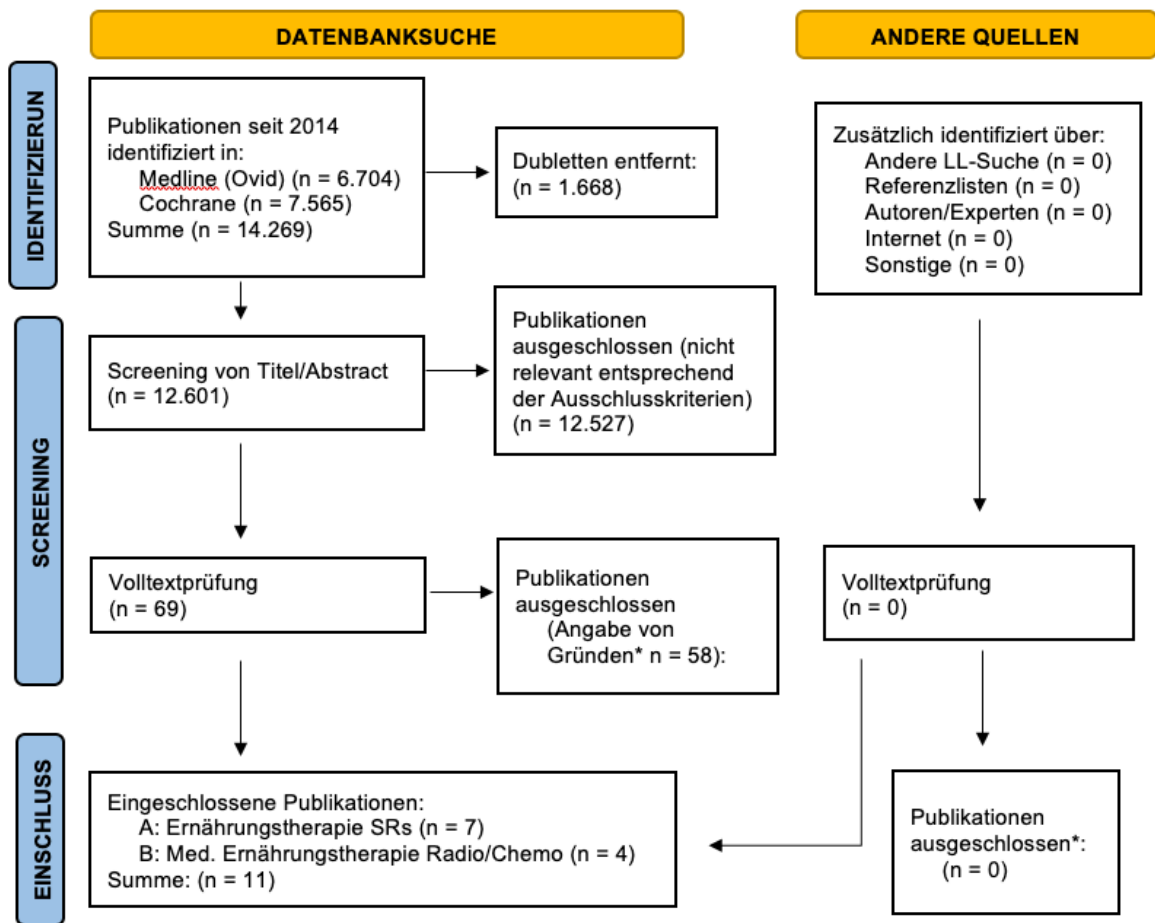 DATENBANKSUCHE
ANDERE QUELLEN
IDENTIFIZIERUN
Publikationen seit 2014
identifiziert in:
Medline (Ovid) (n = 6.704)
Cochrane (n = 7.565)
Summe (n = 14.269)
Dubletten entfernt:
(n = 1.668)
Zusätzlich identifiziert über:
Andere LL-Suche (n = 0)
Referenzlisten (n = 0)
Autoren/Experten (n = 0)
Internet (n = 0)
Sonstige (n = 0)
SCREENING
Screening von Titel/Abstract
(n = 12.601)
Publikationen
ausgeschlossen (nicht
relevant entsprechend
der Ausschlusskriterien)
(n = 12.527)
Volltextprüfung
(n = 69)
Publikationen
ausgeschlossen
(Angabe von
Gründen* n = 58):
Volltextprüfung
(n = 0)
EINSCHLUSS
Eingeschlossene Publikationen:
A: Ernährungstherapie SRs (n = 7)
B: Med. Ernährungstherapie Radio/Chemo (n = 4)
Summe: (n = 11)
Publikationen
ausgeschlossen*:
(n = 0)